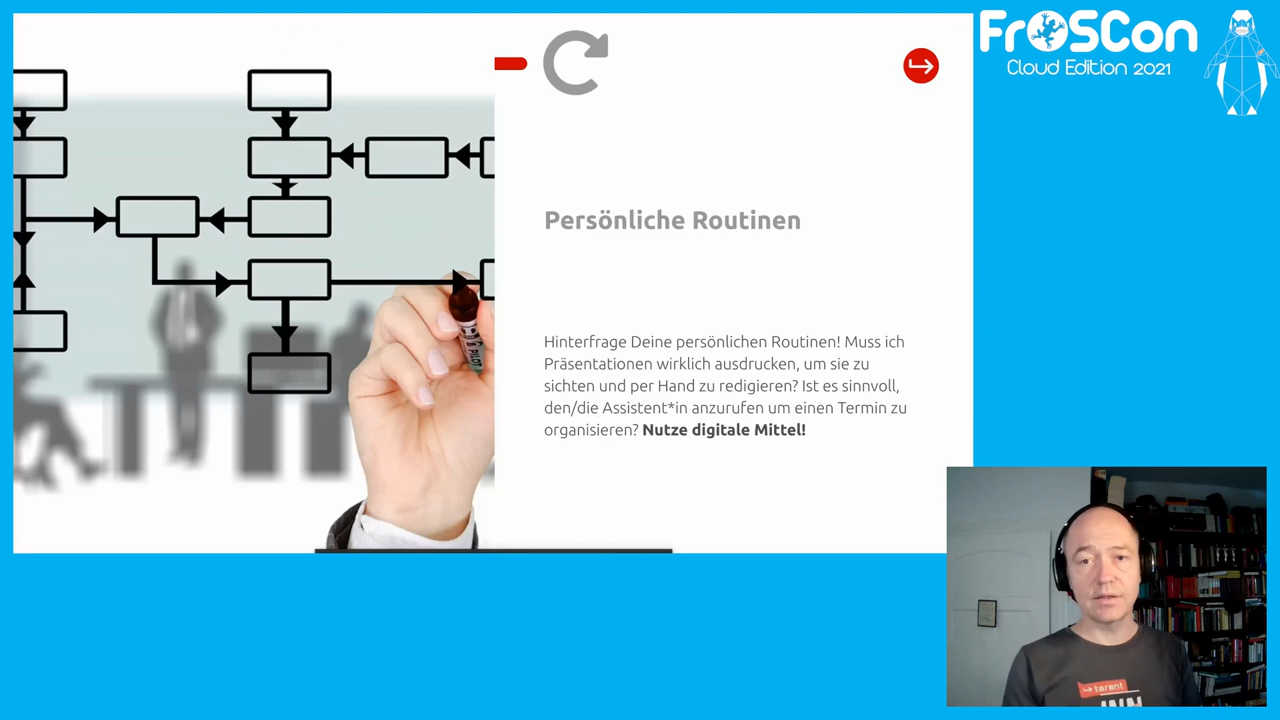 FrOSCon
Cloud Edition 2021
Persönliche Routinen
Hinterfrage Deine persönlichen Routinen! Muss ich
Präsentationen wirklich ausdrucken, um sie zu
sichten und per Hand zu redigieren? Ist es sinnvoll,
den/die Assistent*in anzurufen um einen Termin zu
organisieren? Nutze digitale Mittel!
PILOT
tarent